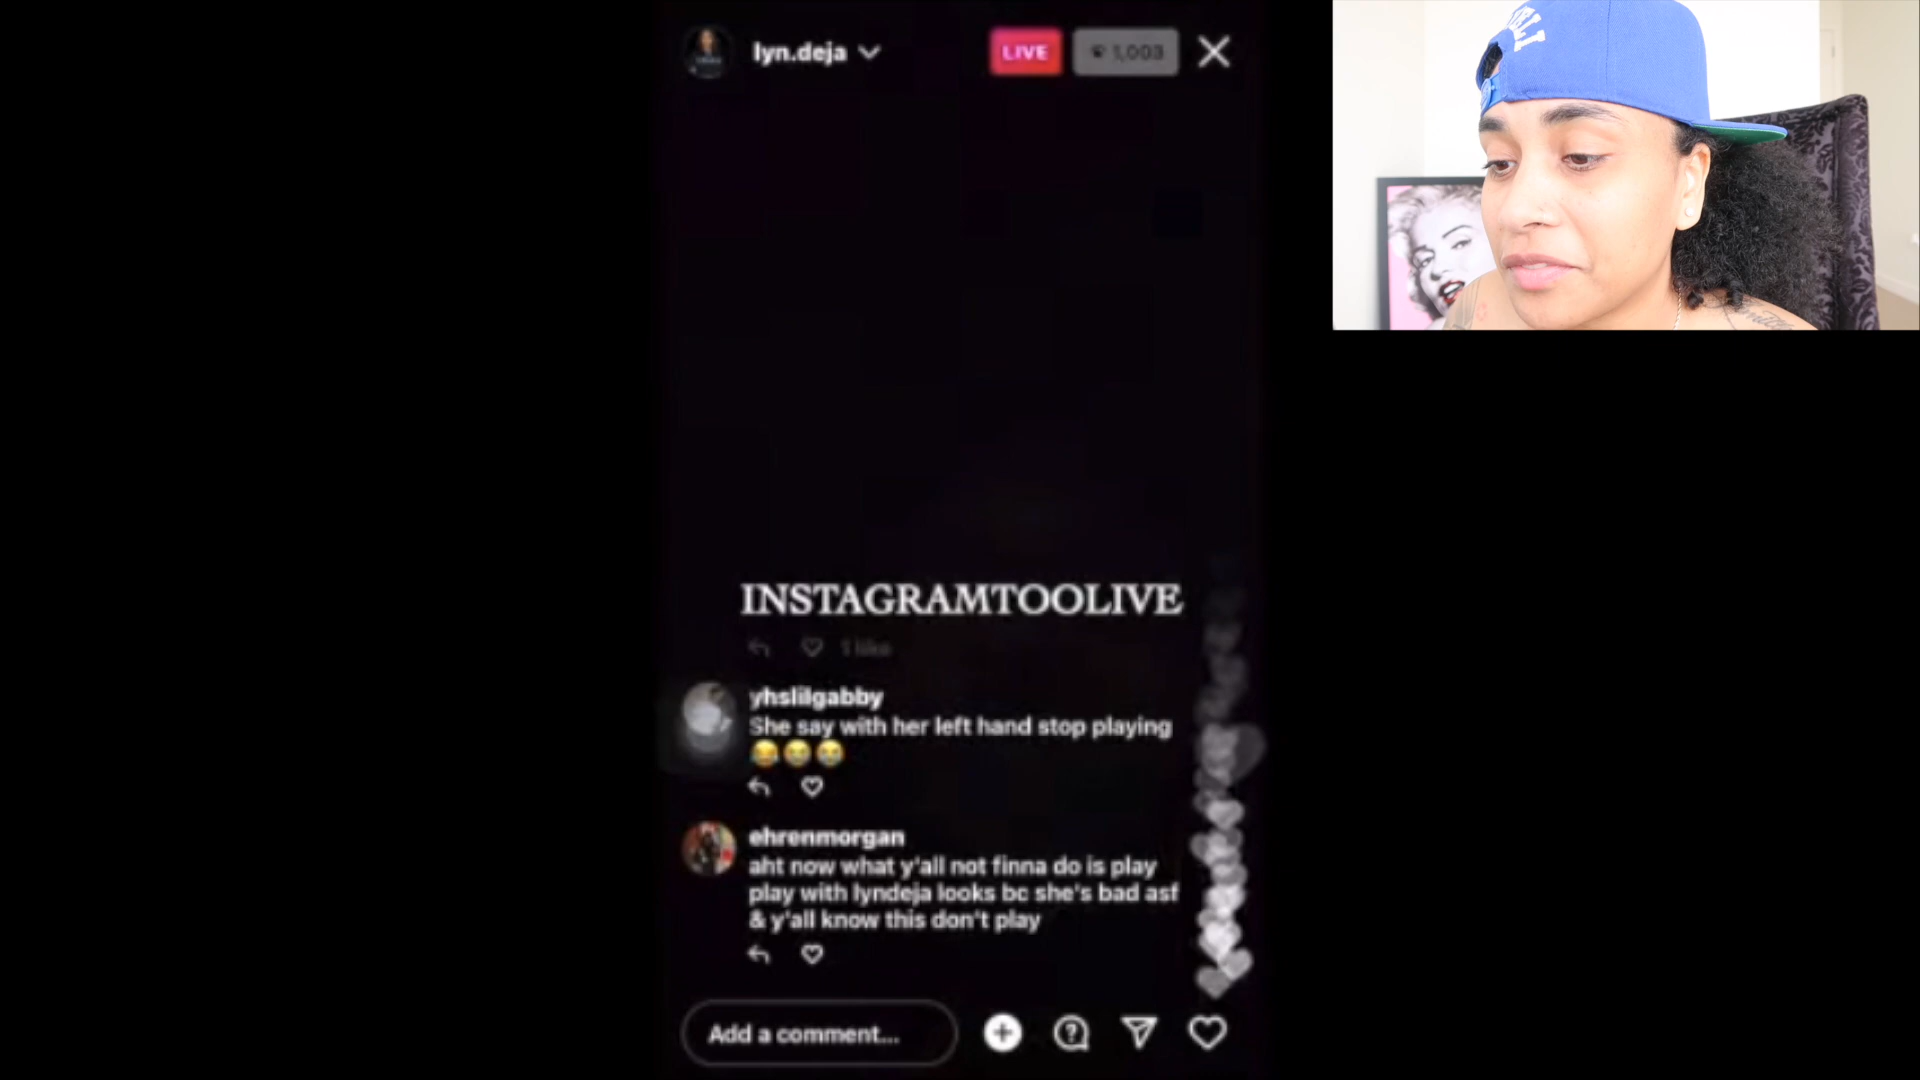 lyn.deja
LIVE
1,003
INSTAGRAMTOOLIVE
1 like
yhslilgabby
She say with her left hand stop playing
😂😭😭
ehrenmorgan
aht now what y'all not finna do is play
play with lyndeja looks bc she's bad asf
& y'all know this don't play
Add a comment...